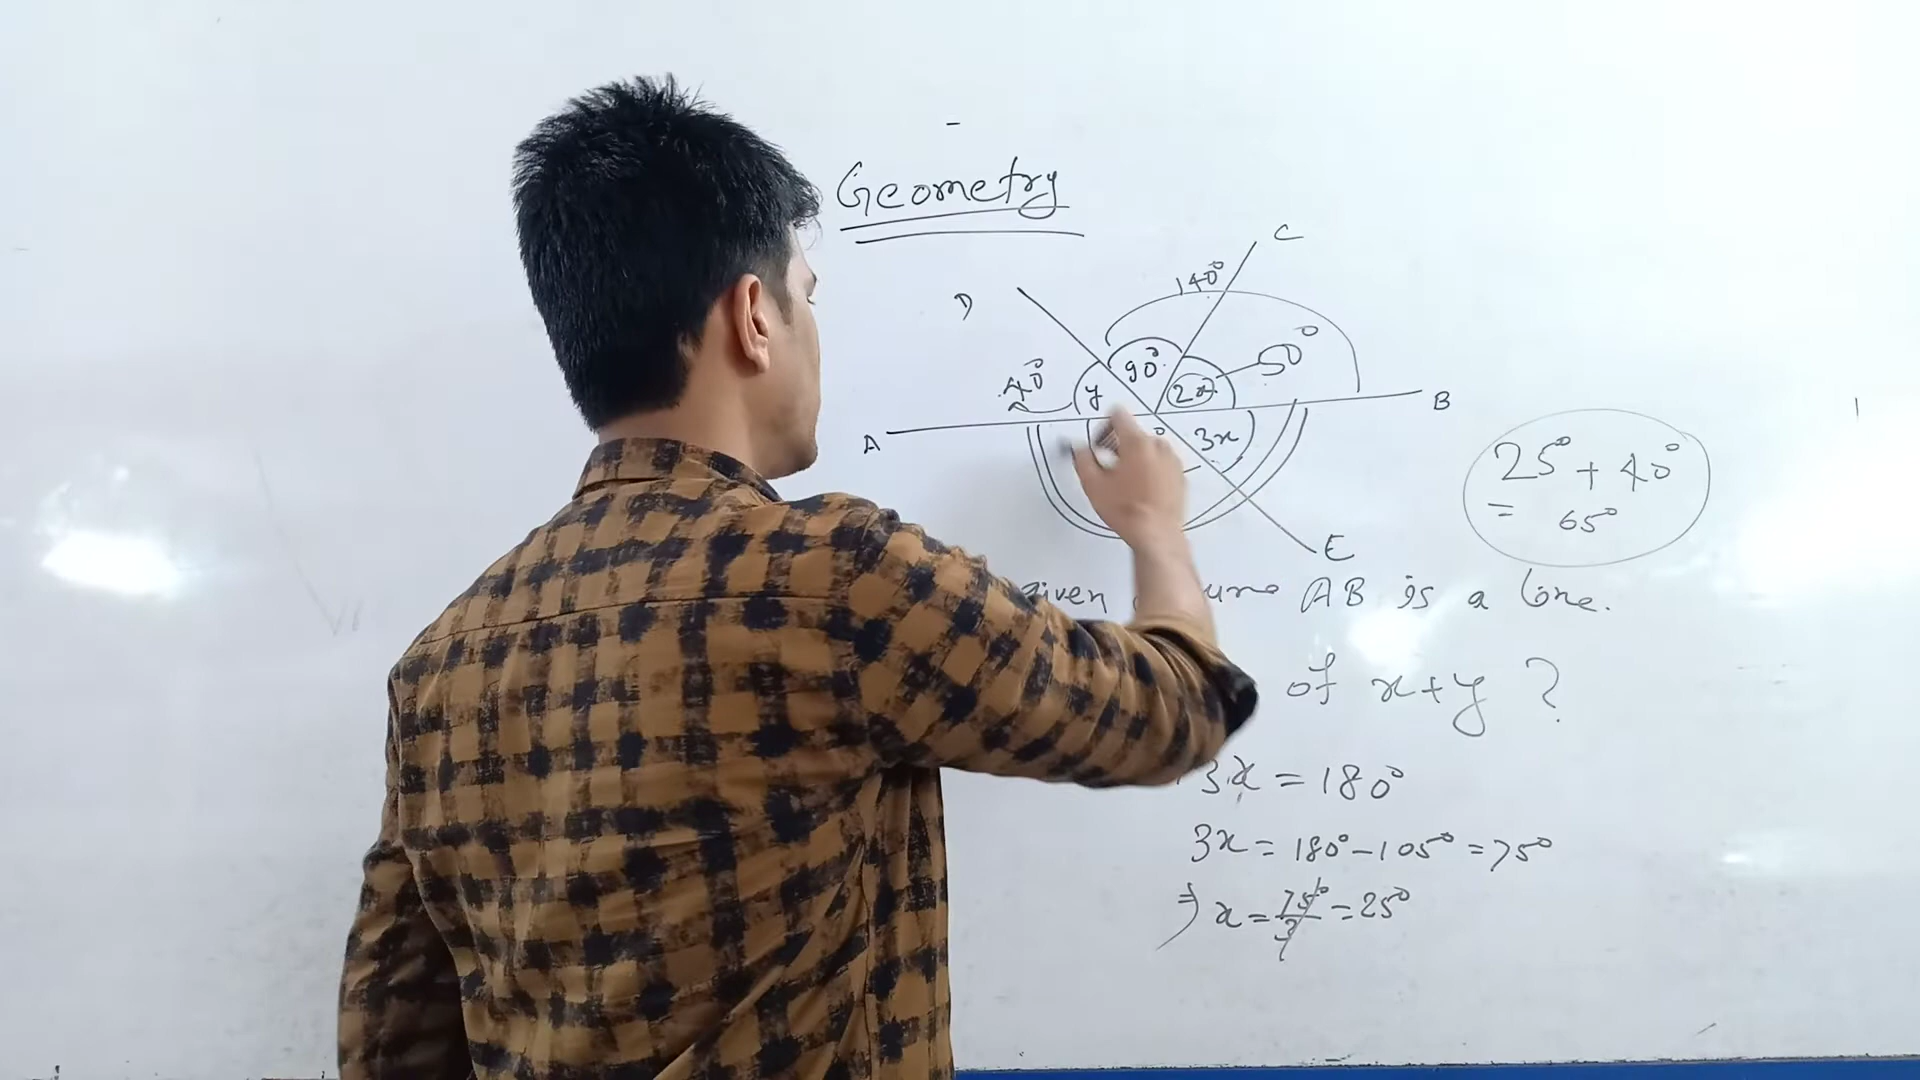 Geometry
C
140°
D
50°
90°
40°
y
2x
B
A
o
3x
25° + 40°
= 65°
E
given AB is a line.
of x+y ?
3x = 180°
3x = 180° - 105° = 75°
⇒ x = 75°/3 = 25°